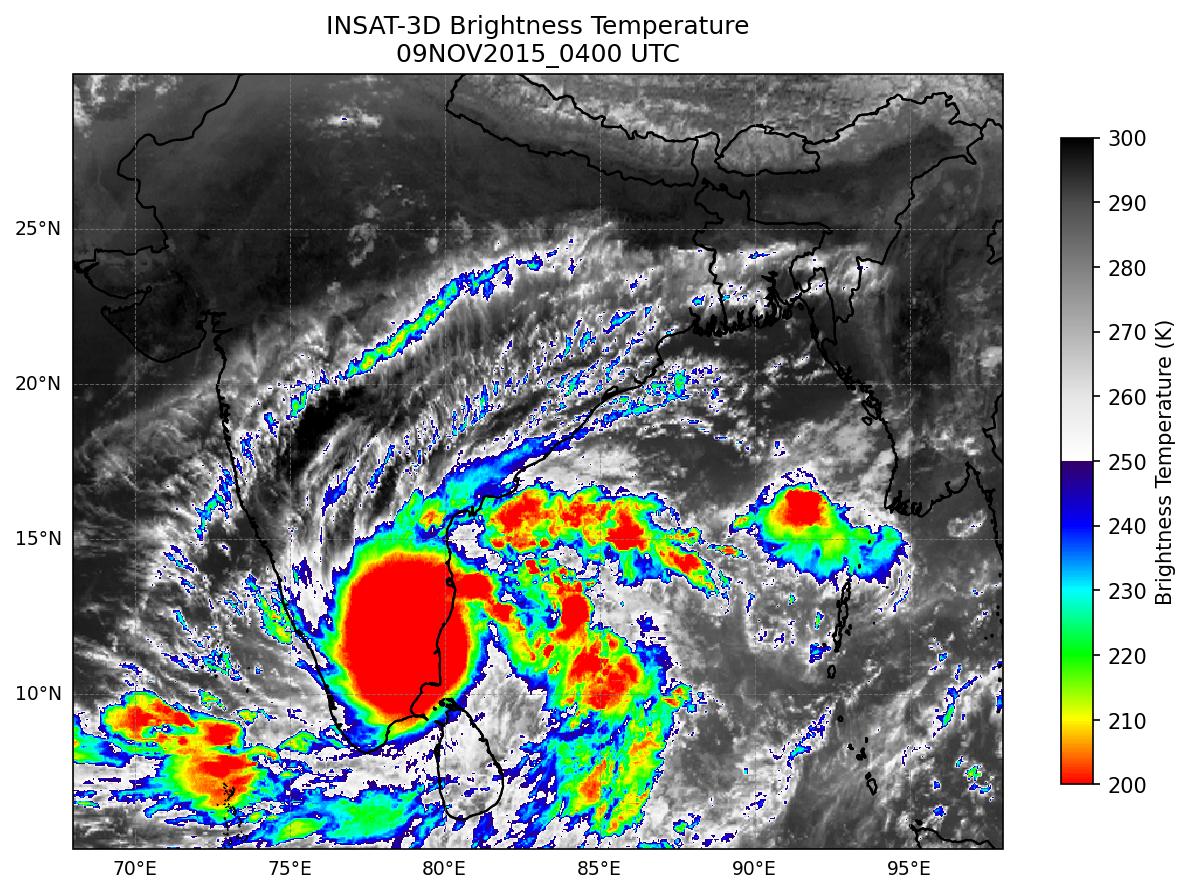 INSAT-3D Brightness Temperature
09NOV2015_0400 UTC
25°N
20°N
15°N
10°N
70°E
75°E
80°E
85°E
90°E
95°E
300
290
280
270
260
250
240
230
220
210
200
Brightness Temperature (K)